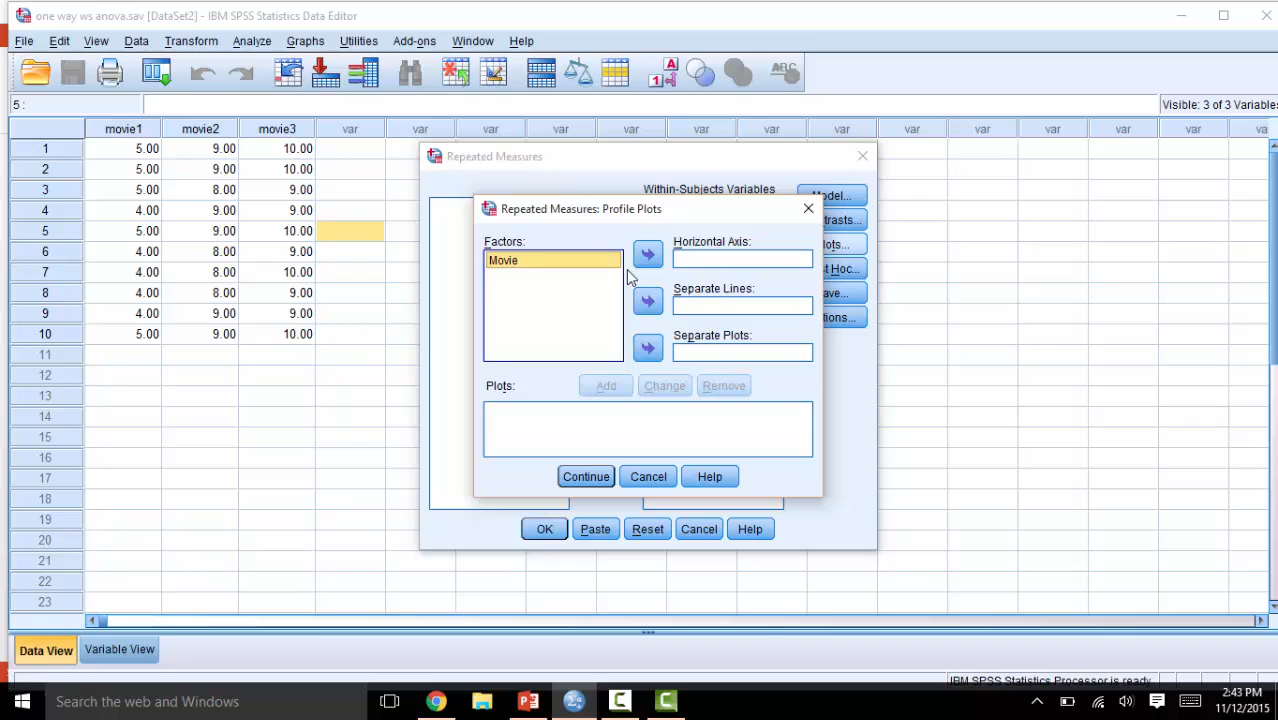 one way ws anova.sav [DataSet2] - IBM SPSS Statistics Data Editor
File Edit View Data Transform Analyze Graphs Utilities Add-ons Window Help
5 :
Visible: 3 of 3 Variables
movie1 movie2 movie3 var var var var var var var var var var var
1 5.00 9.00 10.00
2 5.00 9.00 10.00
3 5.00 8.00 9.00
4 4.00 9.00 9.00
5 5.00 9.00 10.00
6 4.00 8.00 9.00
7 4.00 8.00 10.00
8 4.00 8.00 9.00
9 4.00 9.00 9.00
10 5.00 9.00 10.00
11
12
13
14
15
16
17
18
19
20
21
22
23
Repeated Measures
Within-Subjects Variables
Model...
Repeated Measures: Profile Plots
Factors:
Movie
Horizontal Axis:
Separate Lines:
Separate Plots:
Plots:
Add Change Remove
Continue Cancel Help
OK Paste Reset Cancel Help
Data View Variable View
IBM SPSS Statistics Processor is ready
Search the web and Windows
2:43 PM
11/12/2015